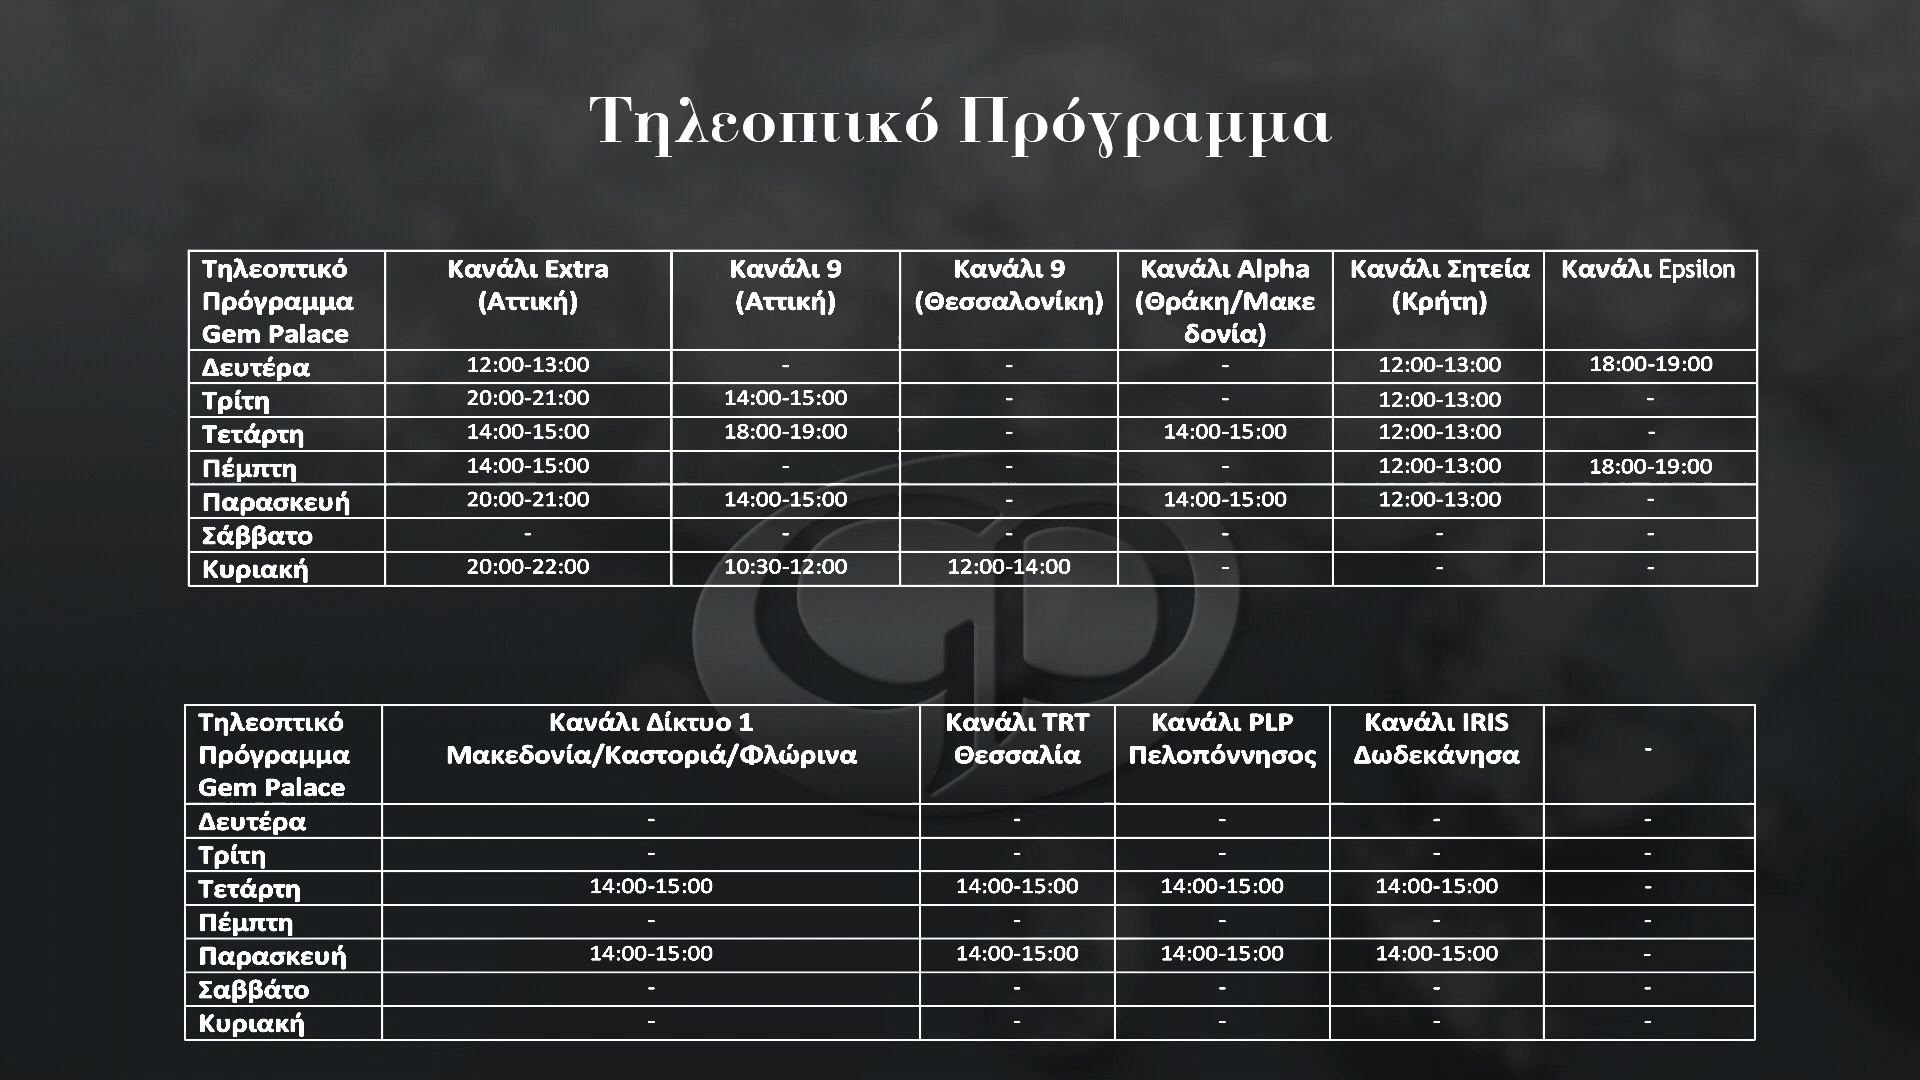 Τηλεοπτικό Πρόγραμμα
Τηλεοπτικό Πρόγραμμα Gem Palace | Κανάλι Extra (Αττική) | Κανάλι 9 (Αττική) | Κανάλι 9 (Θεσσαλονίκη) | Κανάλι Alpha (Θράκη/Μακεδονία) | Κανάλι Σητεία (Κρήτη) | Κανάλι Epsilon
Δευτέρα 12:00-13:00 - - - 12:00-13:00 18:00-19:00
Τρίτη 20:00-21:00 14:00-15:00 - - 12:00-13:00 -
Τετάρτη 14:00-15:00 18:00-19:00 - 14:00-15:00 12:00-13:00 -
Πέμπτη 14:00-15:00 - - - 12:00-13:00 18:00-19:00
Παρασκευή 20:00-21:00 14:00-15:00 - 14:00-15:00 12:00-13:00 -
Σάββατο - - - - - -
Κυριακή 20:00-22:00 10:30-12:00 12:00-14:00 - - -
Τηλεοπτικό Πρόγραμμα Gem Palace | Κανάλι Δίκτυο 1 Μακεδονία/Καστοριά/Φλώρινα | Κανάλι TRT Θεσσαλία | Κανάλι PLP Πελοπόννησος | Κανάλι IRIS Δωδεκάνησα | -
Δευτέρα - - - - -
Τρίτη - - - - -
Τετάρτη 14:00-15:00 14:00-15:00 14:00-15:00 14:00-15:00 -
Πέμπτη - - - - -
Παρασκευή 14:00-15:00 14:00-15:00 14:00-15:00 14:00-15:00 -
Σαββάτο - - - - -
Κυριακή - - - - -